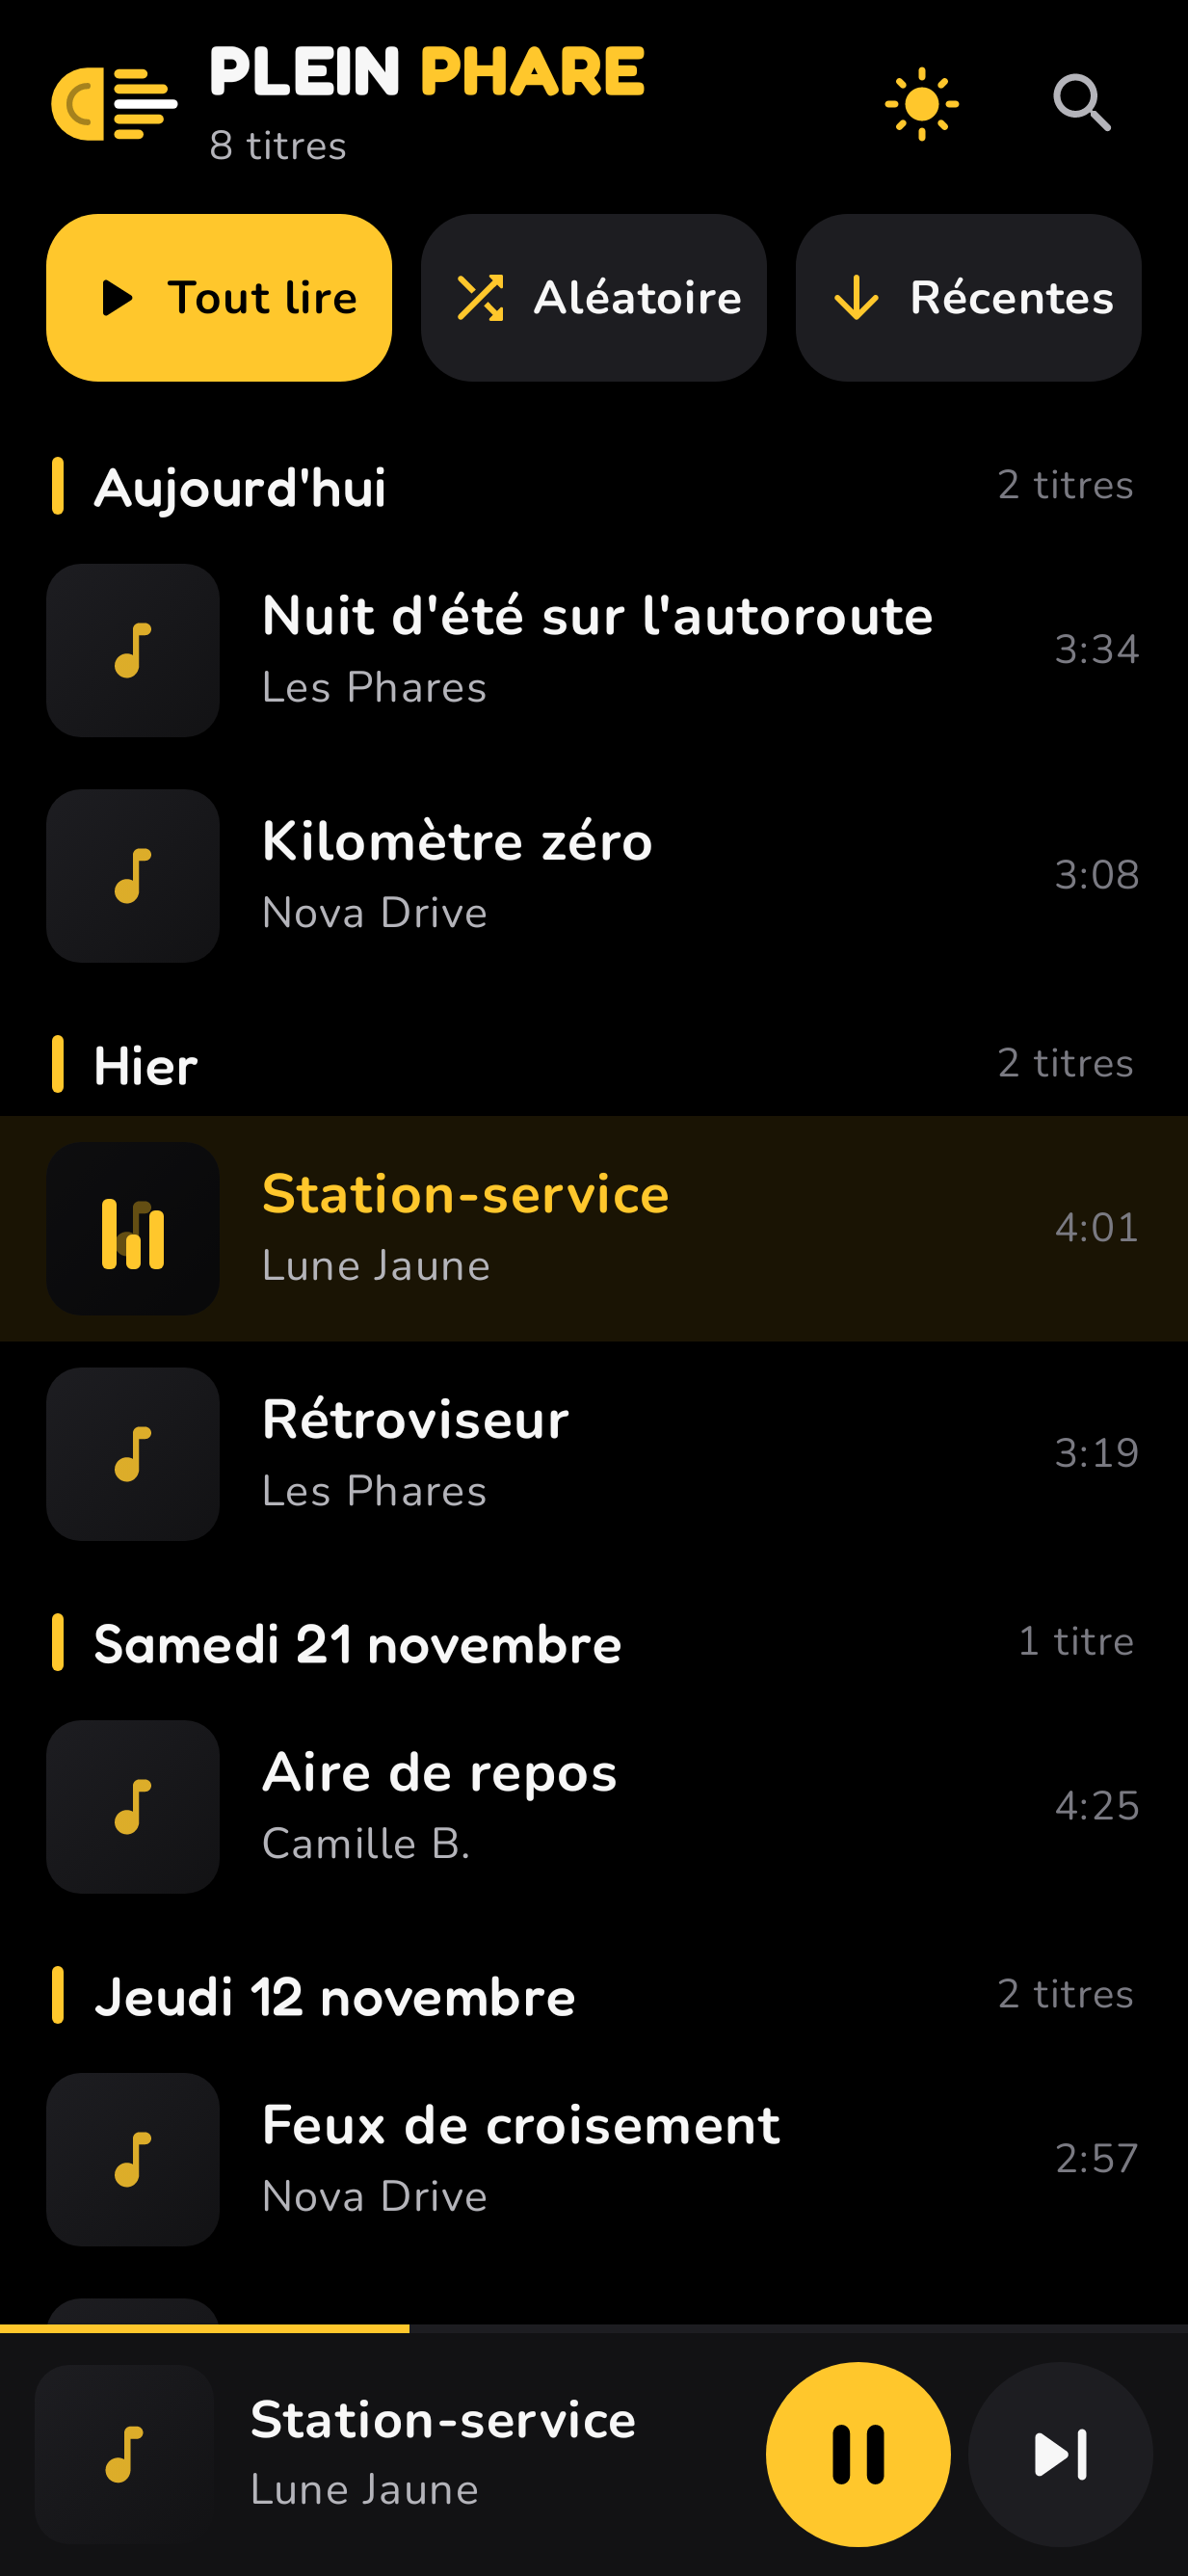 PLEIN PHARE
8 titres
Tout lire
Aléatoire
Récentes
Aujourd'hui
2 titres
Nuit d'été sur l'autoroute
Les Phares
3:34
Kilomètre zéro
Nova Drive
3:08
Hier
2 titres
Station-service
Lune Jaune
4:01
Rétroviseur
Les Phares
3:19
Samedi 21 novembre
1 titre
Aire de repos
Camille B.
4:25
Jeudi 12 novembre
2 titres
Feux de croisement
Nova Drive
2:57
Station-service
Lune Jaune